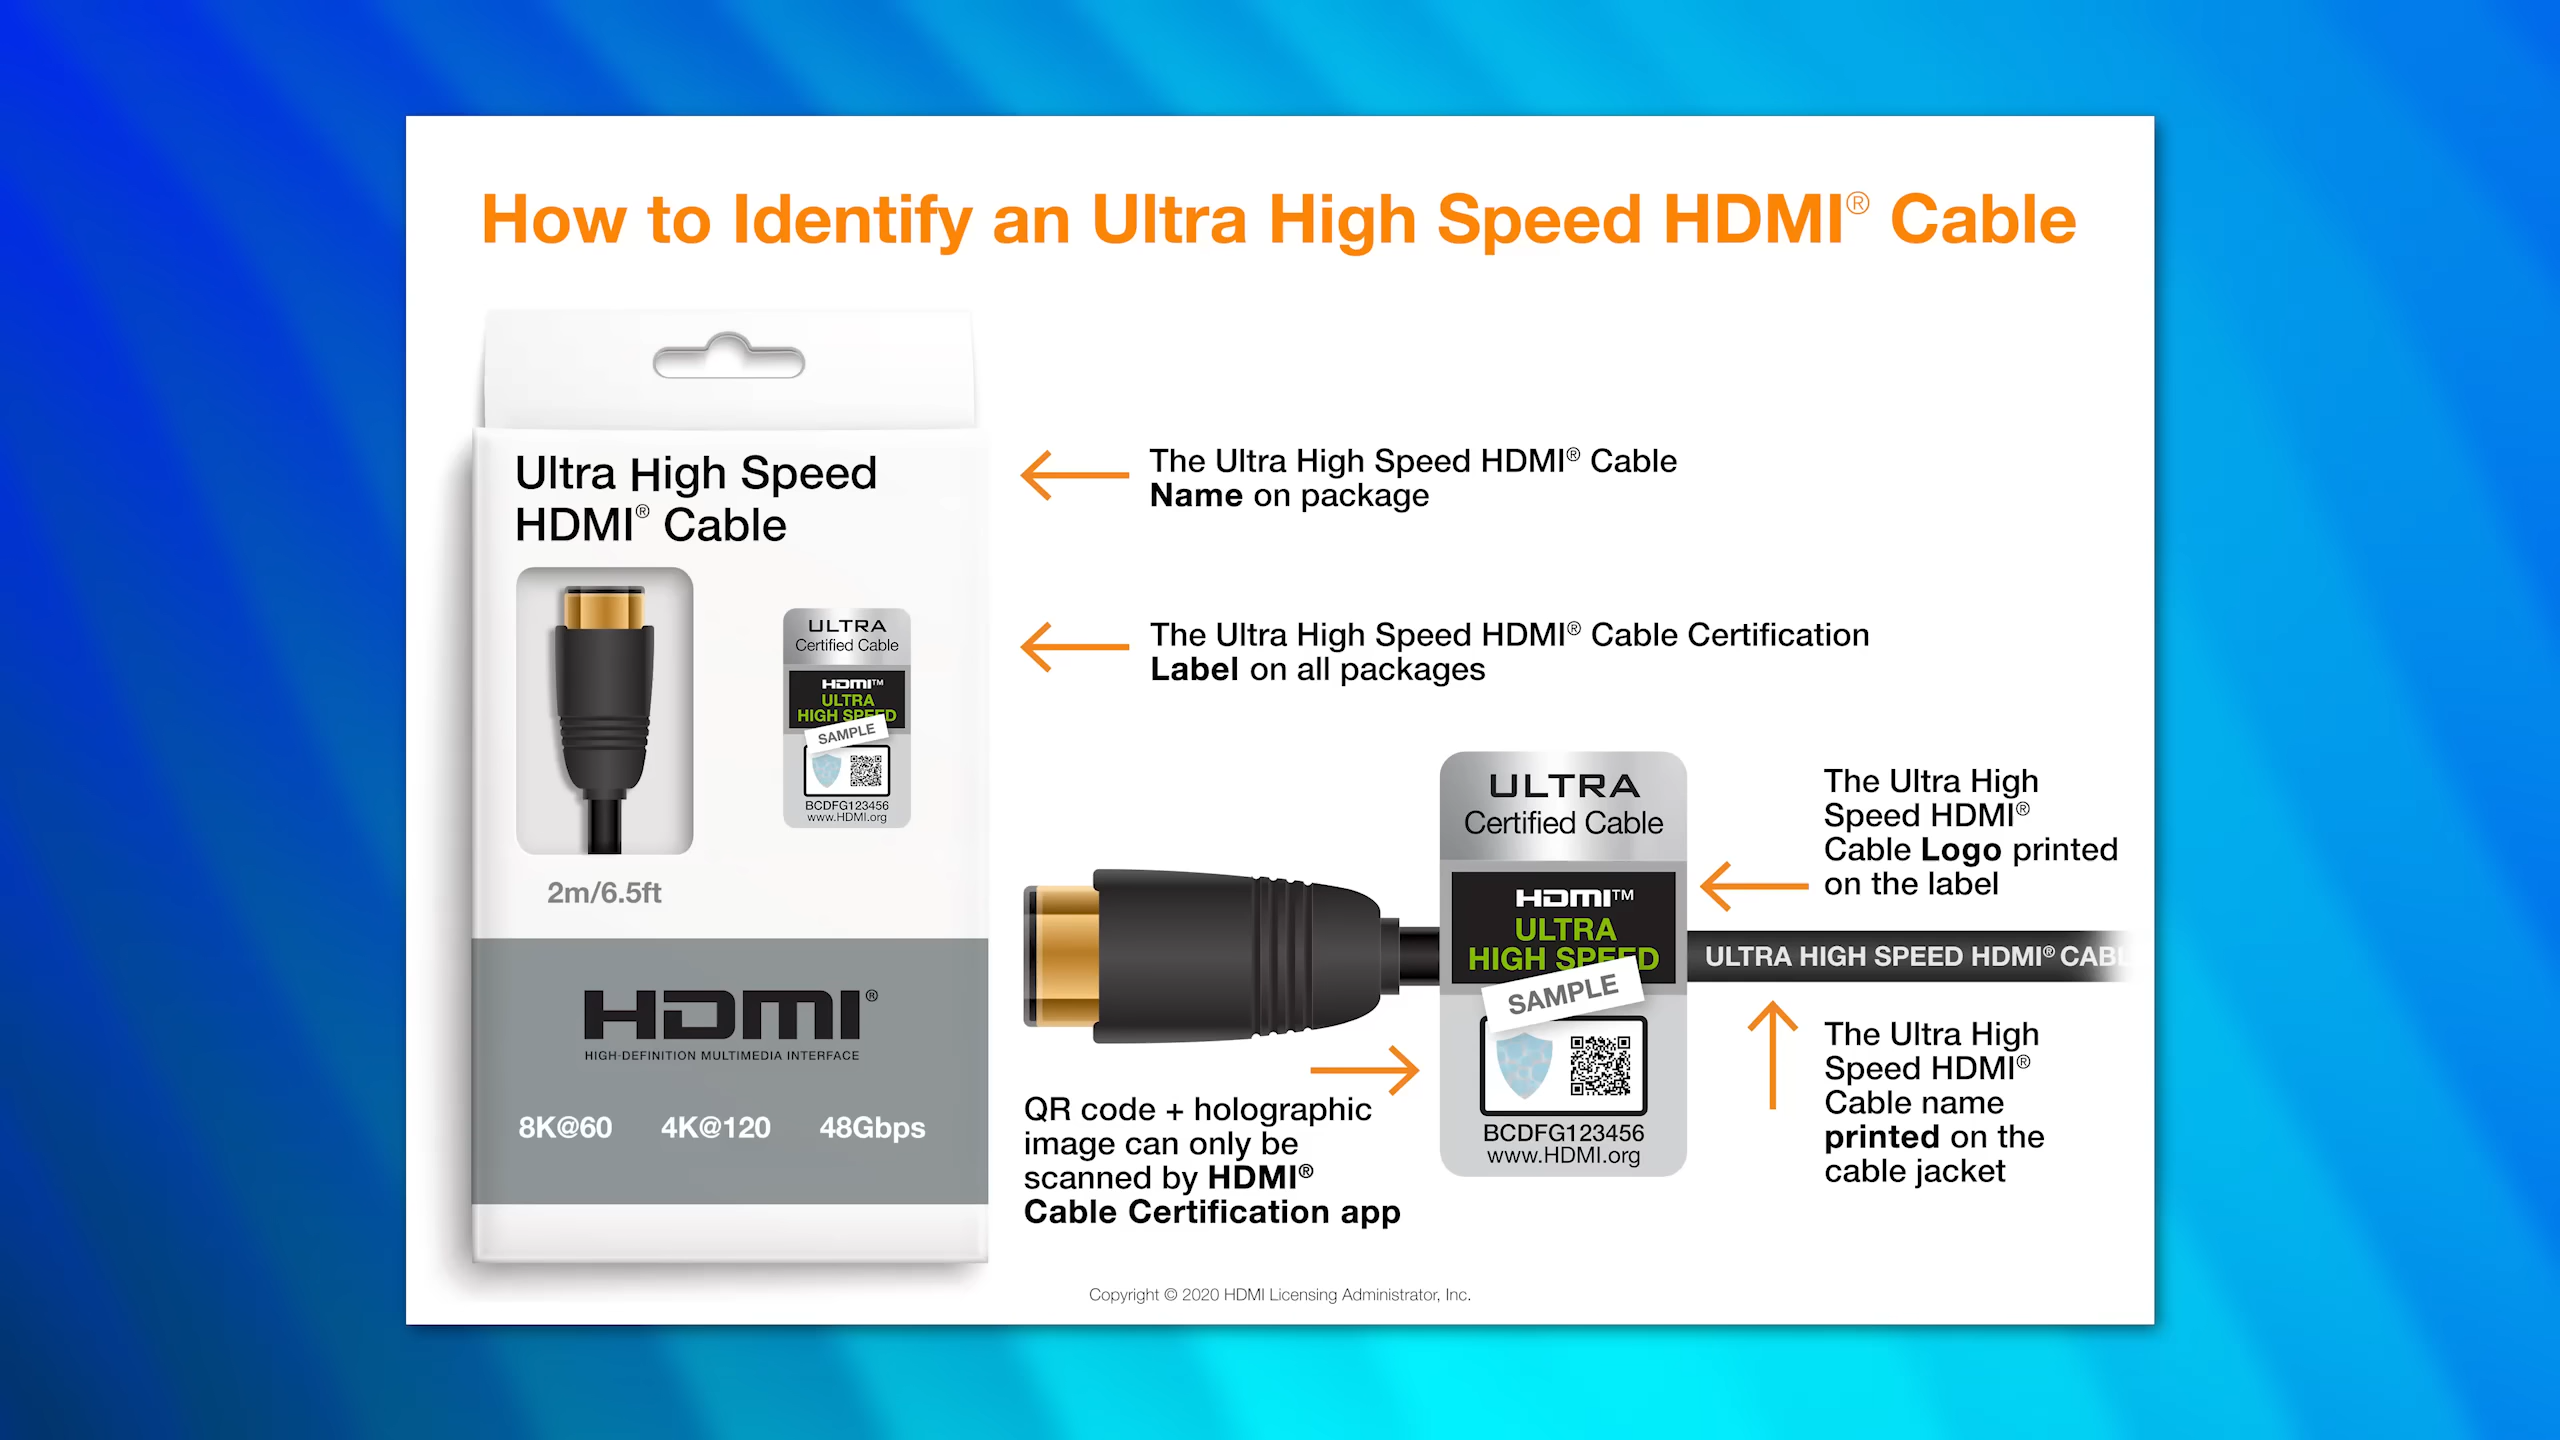 How to Identify an Ultra High Speed HDMI® Cable
Ultra High Speed
HDMI® Cable
ULTRA
Certified Cable
HDMI™
ULTRA
HIGH SPEED
SAMPLE
BCDFG123456
www.HDMI.org
2m/6.5ft
HDMI®
HIGH-DEFINITION MULTIMEDIA INTERFACE
8K@60 4K@120 48Gbps
The Ultra High Speed HDMI® Cable
Name on package
The Ultra High Speed HDMI® Cable Certification
Label on all packages
ULTRA
Certified Cable
HDMI™
ULTRA
HIGH SPEED
SAMPLE
BCDFG123456
www.HDMI.org
The Ultra High
Speed HDMI®
Cable Logo printed
on the label
ULTRA HIGH SPEED HDMI® CABL
The Ultra High
Speed HDMI®
Cable name
printed on the
cable jacket
QR code + holographic
image can only be
scanned by HDMI®
Cable Certification app
Copyright © 2020 HDMI Licensing Administrator, Inc.